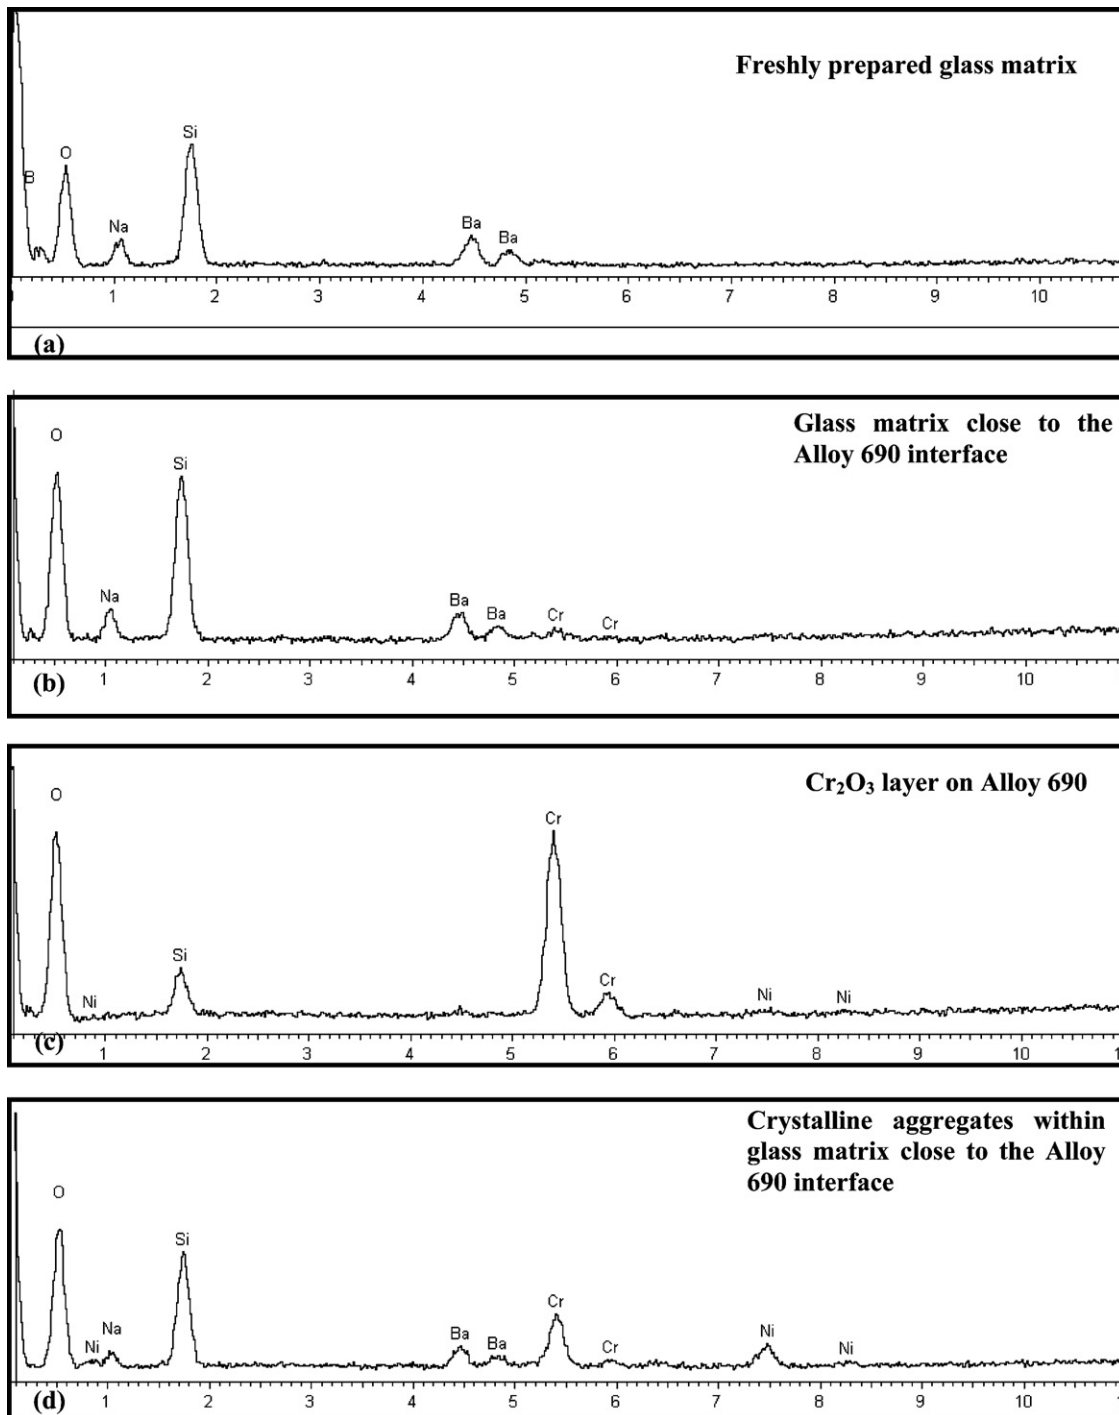 Freshly prepared glass matrix
Si
O
B
Na
Ba
Ba
1 2 3 4 5 6 7 8 9 10
(a)
Glass matrix close to the
Alloy 690 interface
O
Si
Na
Ba
Ba
Cr
Cr
1 2 3 4 5 6 7 8 9 10
(b)
Cr₂O₃ layer on Alloy 690
O
Cr
Si
Cr
Ni
Ni
Ni
1 2 3 4 5 6 7 8 9 10 1
(c)
Crystalline aggregates within
glass matrix close to the Alloy
690 interface
O
Si
Cr
Na
Ba
Ni
Ni
Ba
Cr
Ni
1 2 3 4 5 6 7 8 9 10
(d)